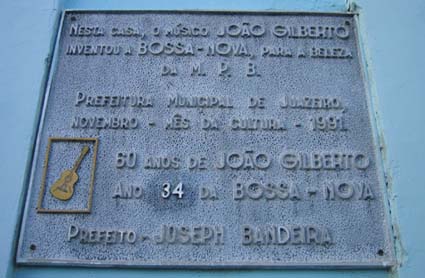 NESTA CASA, O MÚSICO JOÃO GILBERTO
INVENTOU A BOSSA-NOVA, PARA A BELEZA
DA M. P. B.
PREFEITURA MUNICIPAL DE JUAZEIRO,
NOVEMBRO - MÊS DA CULTURA - 1991.
60 ANOS DE JOÃO GILBERTO
ANO 34 DA BOSSA-NOVA
PREFEITO - JOSEPH BANDEIRA